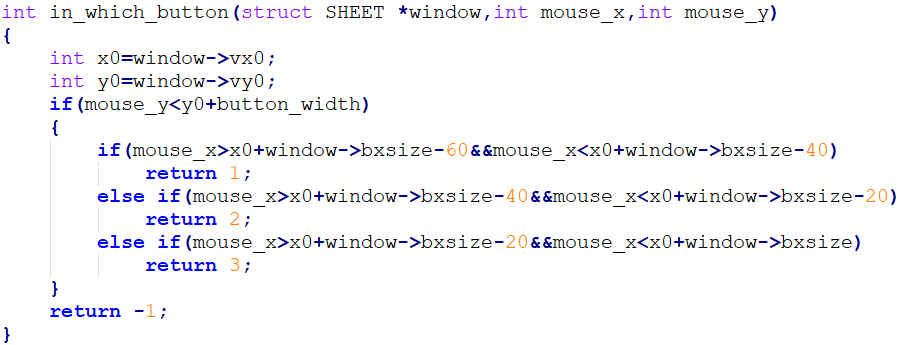 int in_which_button(struct SHEET *window,int mouse_x,int mouse_y)
{
    int x0=window->vx0;
    int y0=window->vy0;
    if(mouse_y<y0+button_width)
    {
        if(mouse_x>x0+window->bxsize-60&&mouse_x<x0+window->bxsize-40)
            return 1;
        else if(mouse_x>x0+window->bxsize-40&&mouse_x<x0+window->bxsize-20)
            return 2;
        else if(mouse_x>x0+window->bxsize-20&&mouse_x<x0+window->bxsize)
            return 3;
    }
    return -1;
}